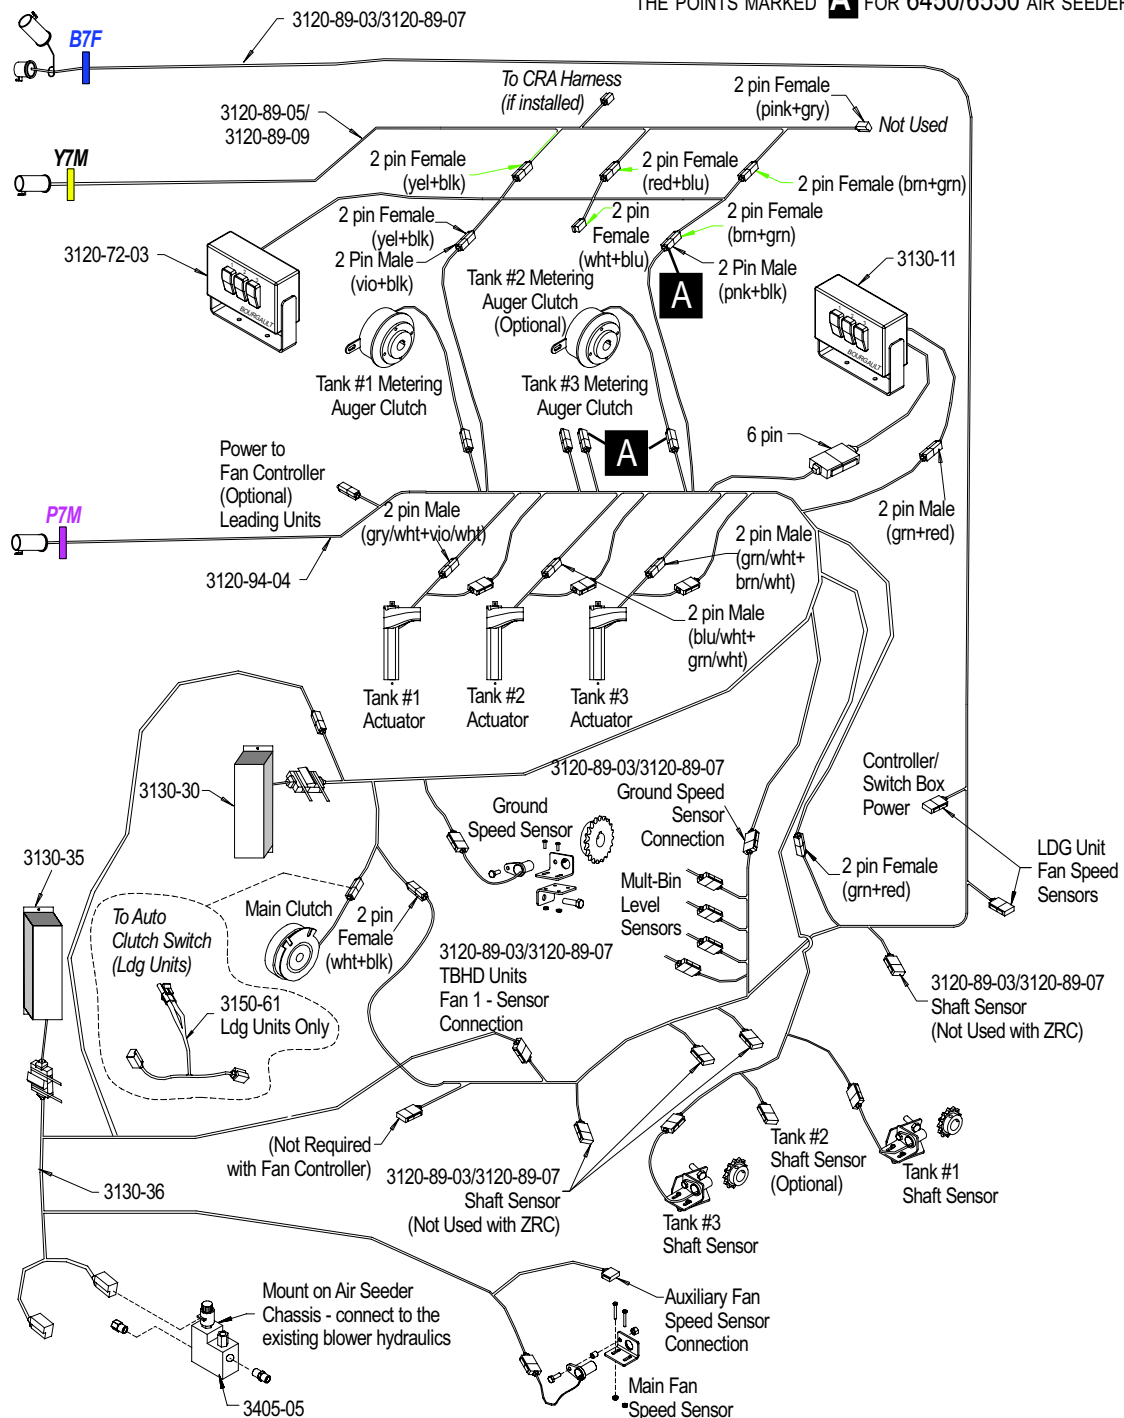 THE POINTS MARKED A FOR 6450/6550 AIR SEEDER
3120-89-03/3120-89-07
B7F
To CRA Harness
(if installed)
2 pin Female
(pink+gry)
Not Used
3120-89-05/
3120-89-09
Y7M
2 pin Female
(yel+blk)
2 pin Female
(red+blu)
2 pin Female (brn+grn)
2 pin Female
(yel+blk)
2 Pin Male
(vio+blk)
2 pin
Female
(wht+blu)
2 pin Female
(brn+grn)
2 Pin Male
(pnk+blk)
A
3120-72-03
BOURGAULT
3130-11
BOURGAULT
Tank #2 Metering
Auger Clutch
(Optional)
Tank #1 Metering
Auger Clutch
Tank #3 Metering
Auger Clutch
A
6 pin
Power to
Fan Controller
(Optional)
Leading Units
P7M
2 pin Male
(gry/wht+vio/wht)
2 pin Male
(grn/wht+
brn/wht)
2 pin Male
(grn+red)
3120-94-04
2 pin Male
(blu/wht+
grn/wht)
Tank #1
Actuator
Tank #2
Actuator
Tank #3
Actuator
3130-30
3120-89-03/3120-89-07
Ground Speed
Sensor
Connection
Ground
Speed Sensor
Controller/
Switch Box
Power
LDG Unit
Fan Speed
Sensors
2 pin Female
(grn+red)
3130-35
To Auto
Clutch Switch
(Ldg Units)
Main Clutch
2 pin
Female
(wht+blk)
Mult-Bin
Level
Sensors
3120-89-03/3120-89-07
TBHD Units
Fan 1 - Sensor
Connection
3150-61
Ldg Units Only
3120-89-03/3120-89-07
Shaft Sensor
(Not Used with ZRC)
(Not Required
with Fan Controller)
3120-89-03/3120-89-07
Shaft Sensor
(Not Used with ZRC)
Tank #2
Shaft Sensor
(Optional)
Tank #1
Shaft Sensor
Tank #3
Shaft Sensor
3130-36
Mount on Air Seeder
Chassis - connect to the
existing blower hydraulics
3405-05
Auxiliary Fan
Speed Sensor
Connection
Main Fan
Speed Sensor